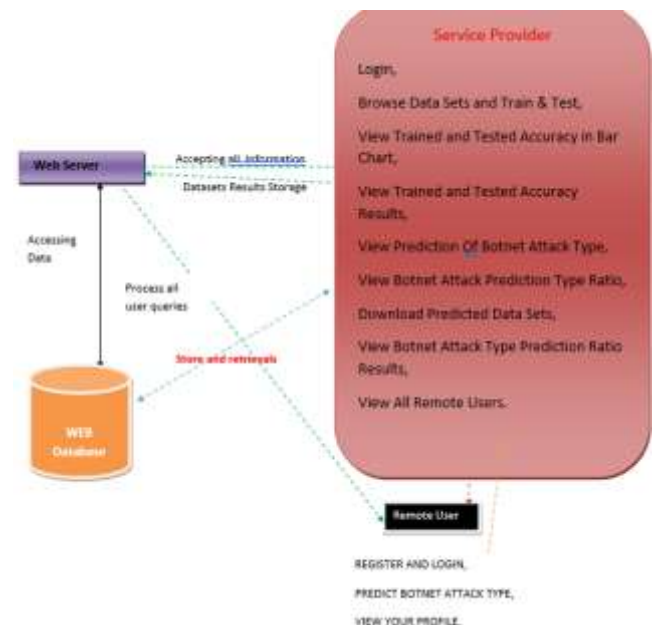 Service Provider
Login,
Browse Data Sets and Train & Test,
View Trained and Tested Accuracy in Bar
Chart,
View Trained and Tested Accuracy
Results,
View Prediction Of Botnet Attack Type,
View Botnet Attack Prediction Type Ratio,
Download Predicted Data Sets,
View Botnet Attack Type Prediction Ratio
Results,
View All Remote Users.
Web Server
Accepting all Information
Datasets Results Storage
Accessing
Data
Process all
user queries
Store and retrievals
WEB
Database
Remote User
REGISTER AND LOGIN,
PREDICT BOTNET ATTACK TYPE,
VIEW YOUR PROFILE.